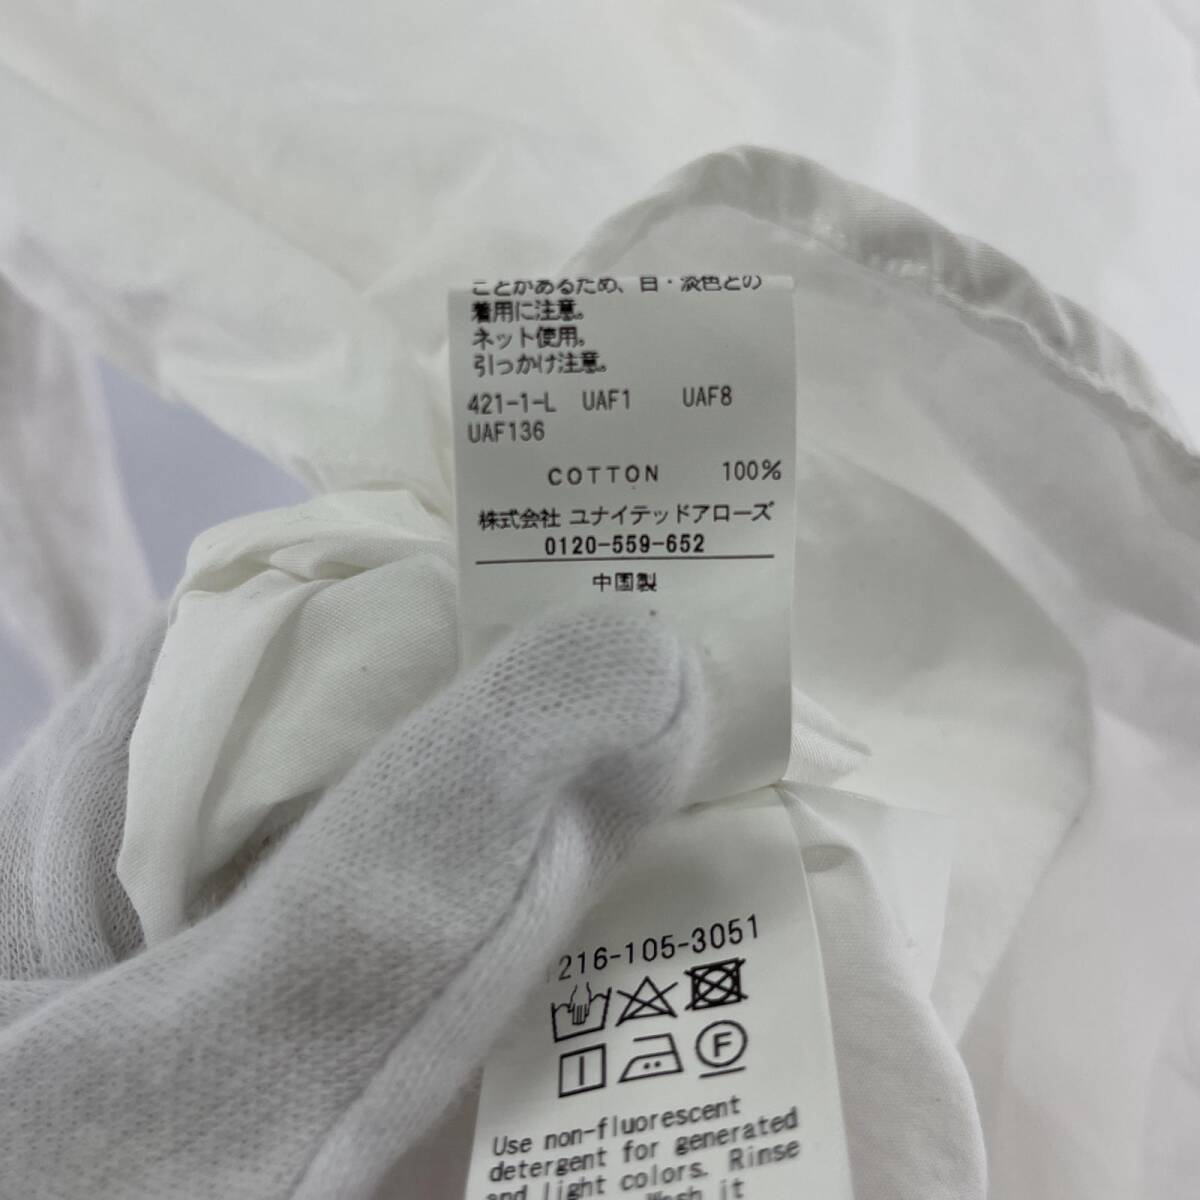 ことがあるため、白・淡色との
着用に注意。
ネット使用。
引っかけ注意。
421-1-L UAF1 UAF8
UAF136
COTTON 100%
株式会社 ユナイテッドアローズ
0120-559-652
中国製
216-105-3051
F
Use non-fluorescent
detergent for generated
and light colors. Rinse
Wash it